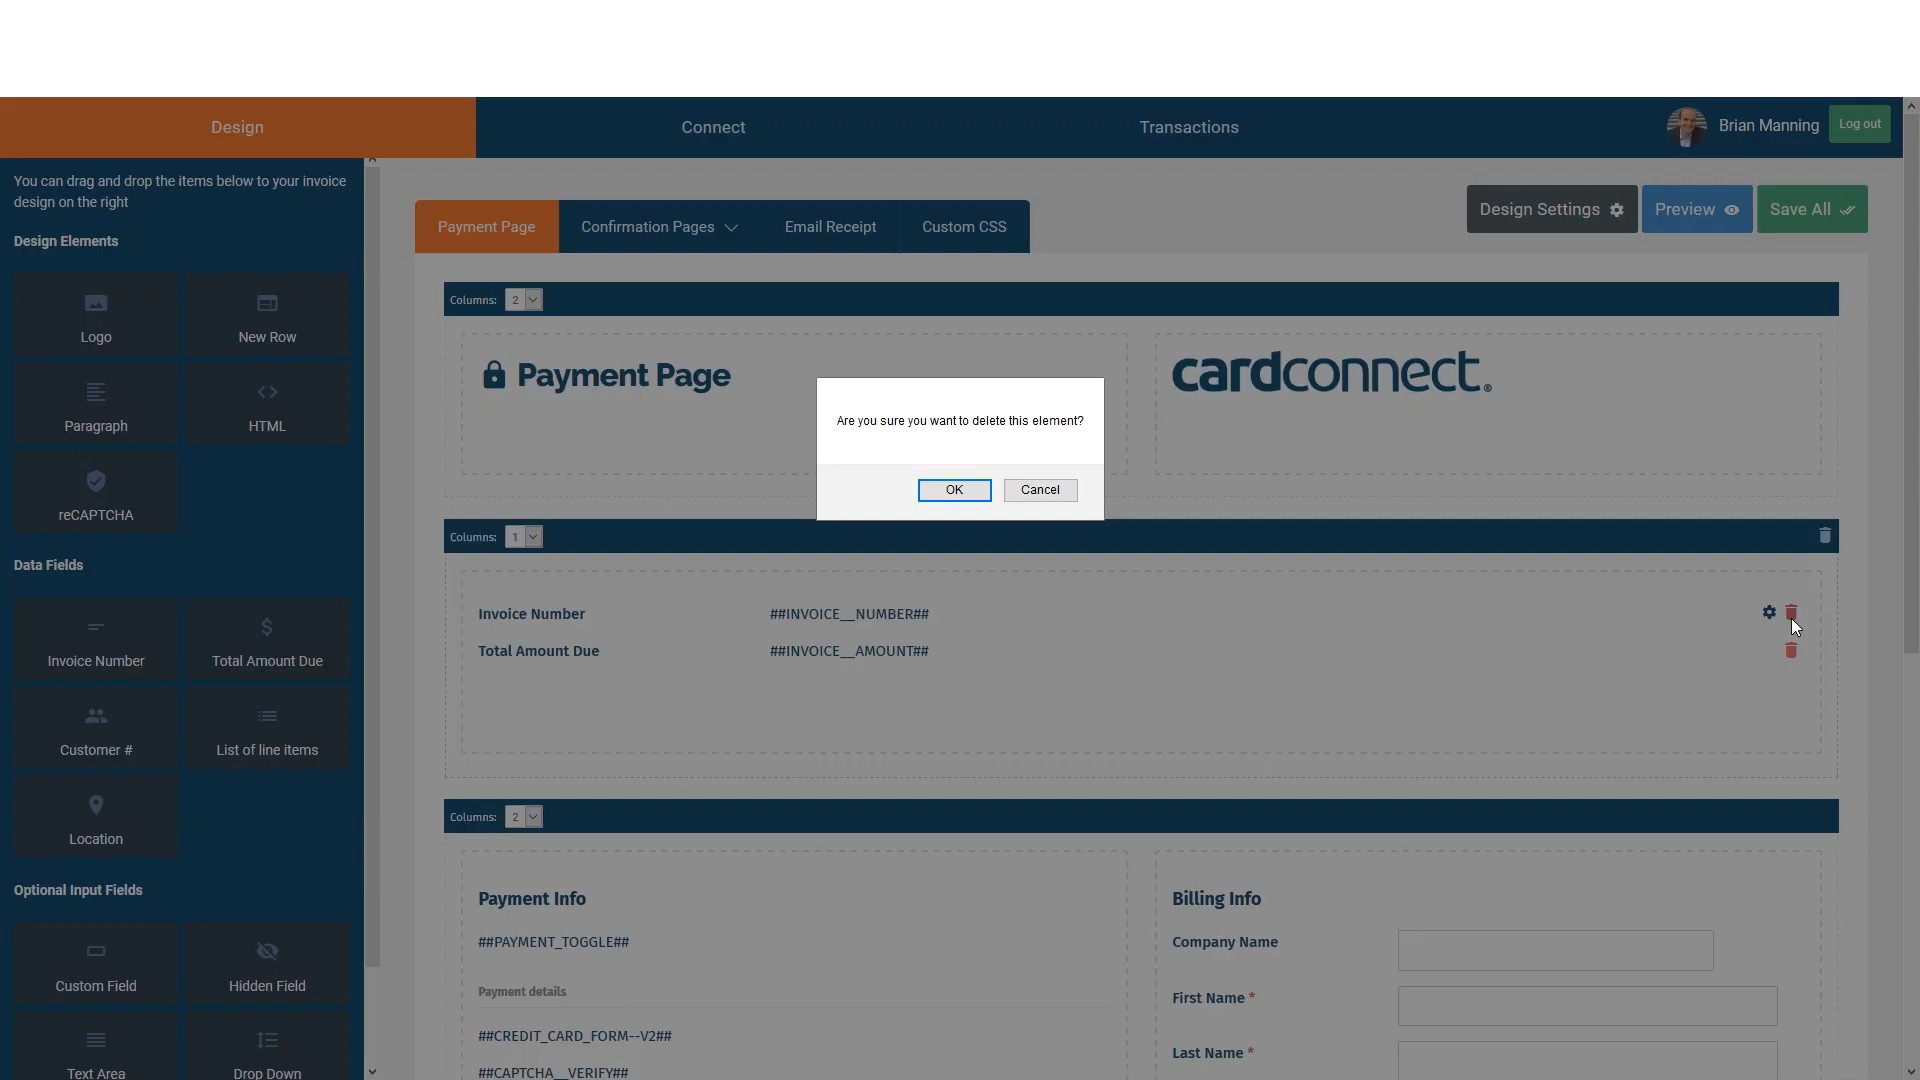 Design
Connect
Transactions
Brian Manning
Log out
You can drag and drop the items below to your invoice
design on the right
Design Elements
Logo
New Row
Paragraph
HTML
reCAPTCHA
Data Fields
Invoice Number
Total Amount Due
Customer #
List of line items
Location
Optional Input Fields
Custom Field
Hidden Field
Text Area
Drop Down
Payment Page
Confirmation Pages
Email Receipt
Custom CSS
Design Settings
Preview
Save All
Columns: 2
Payment Page
cardconnect®
Are you sure you want to delete this element?
OK
Cancel
Columns: 1
Invoice Number ##INVOICE__NUMBER##
Total Amount Due ##INVOICE__AMOUNT##
Columns: 2
Payment Info
##PAYMENT_TOGGLE##
Payment details
##CREDIT_CARD_FORM--V2##
##CAPTCHA__VERIFY##
Billing Info
Company Name
First Name *
Last Name *